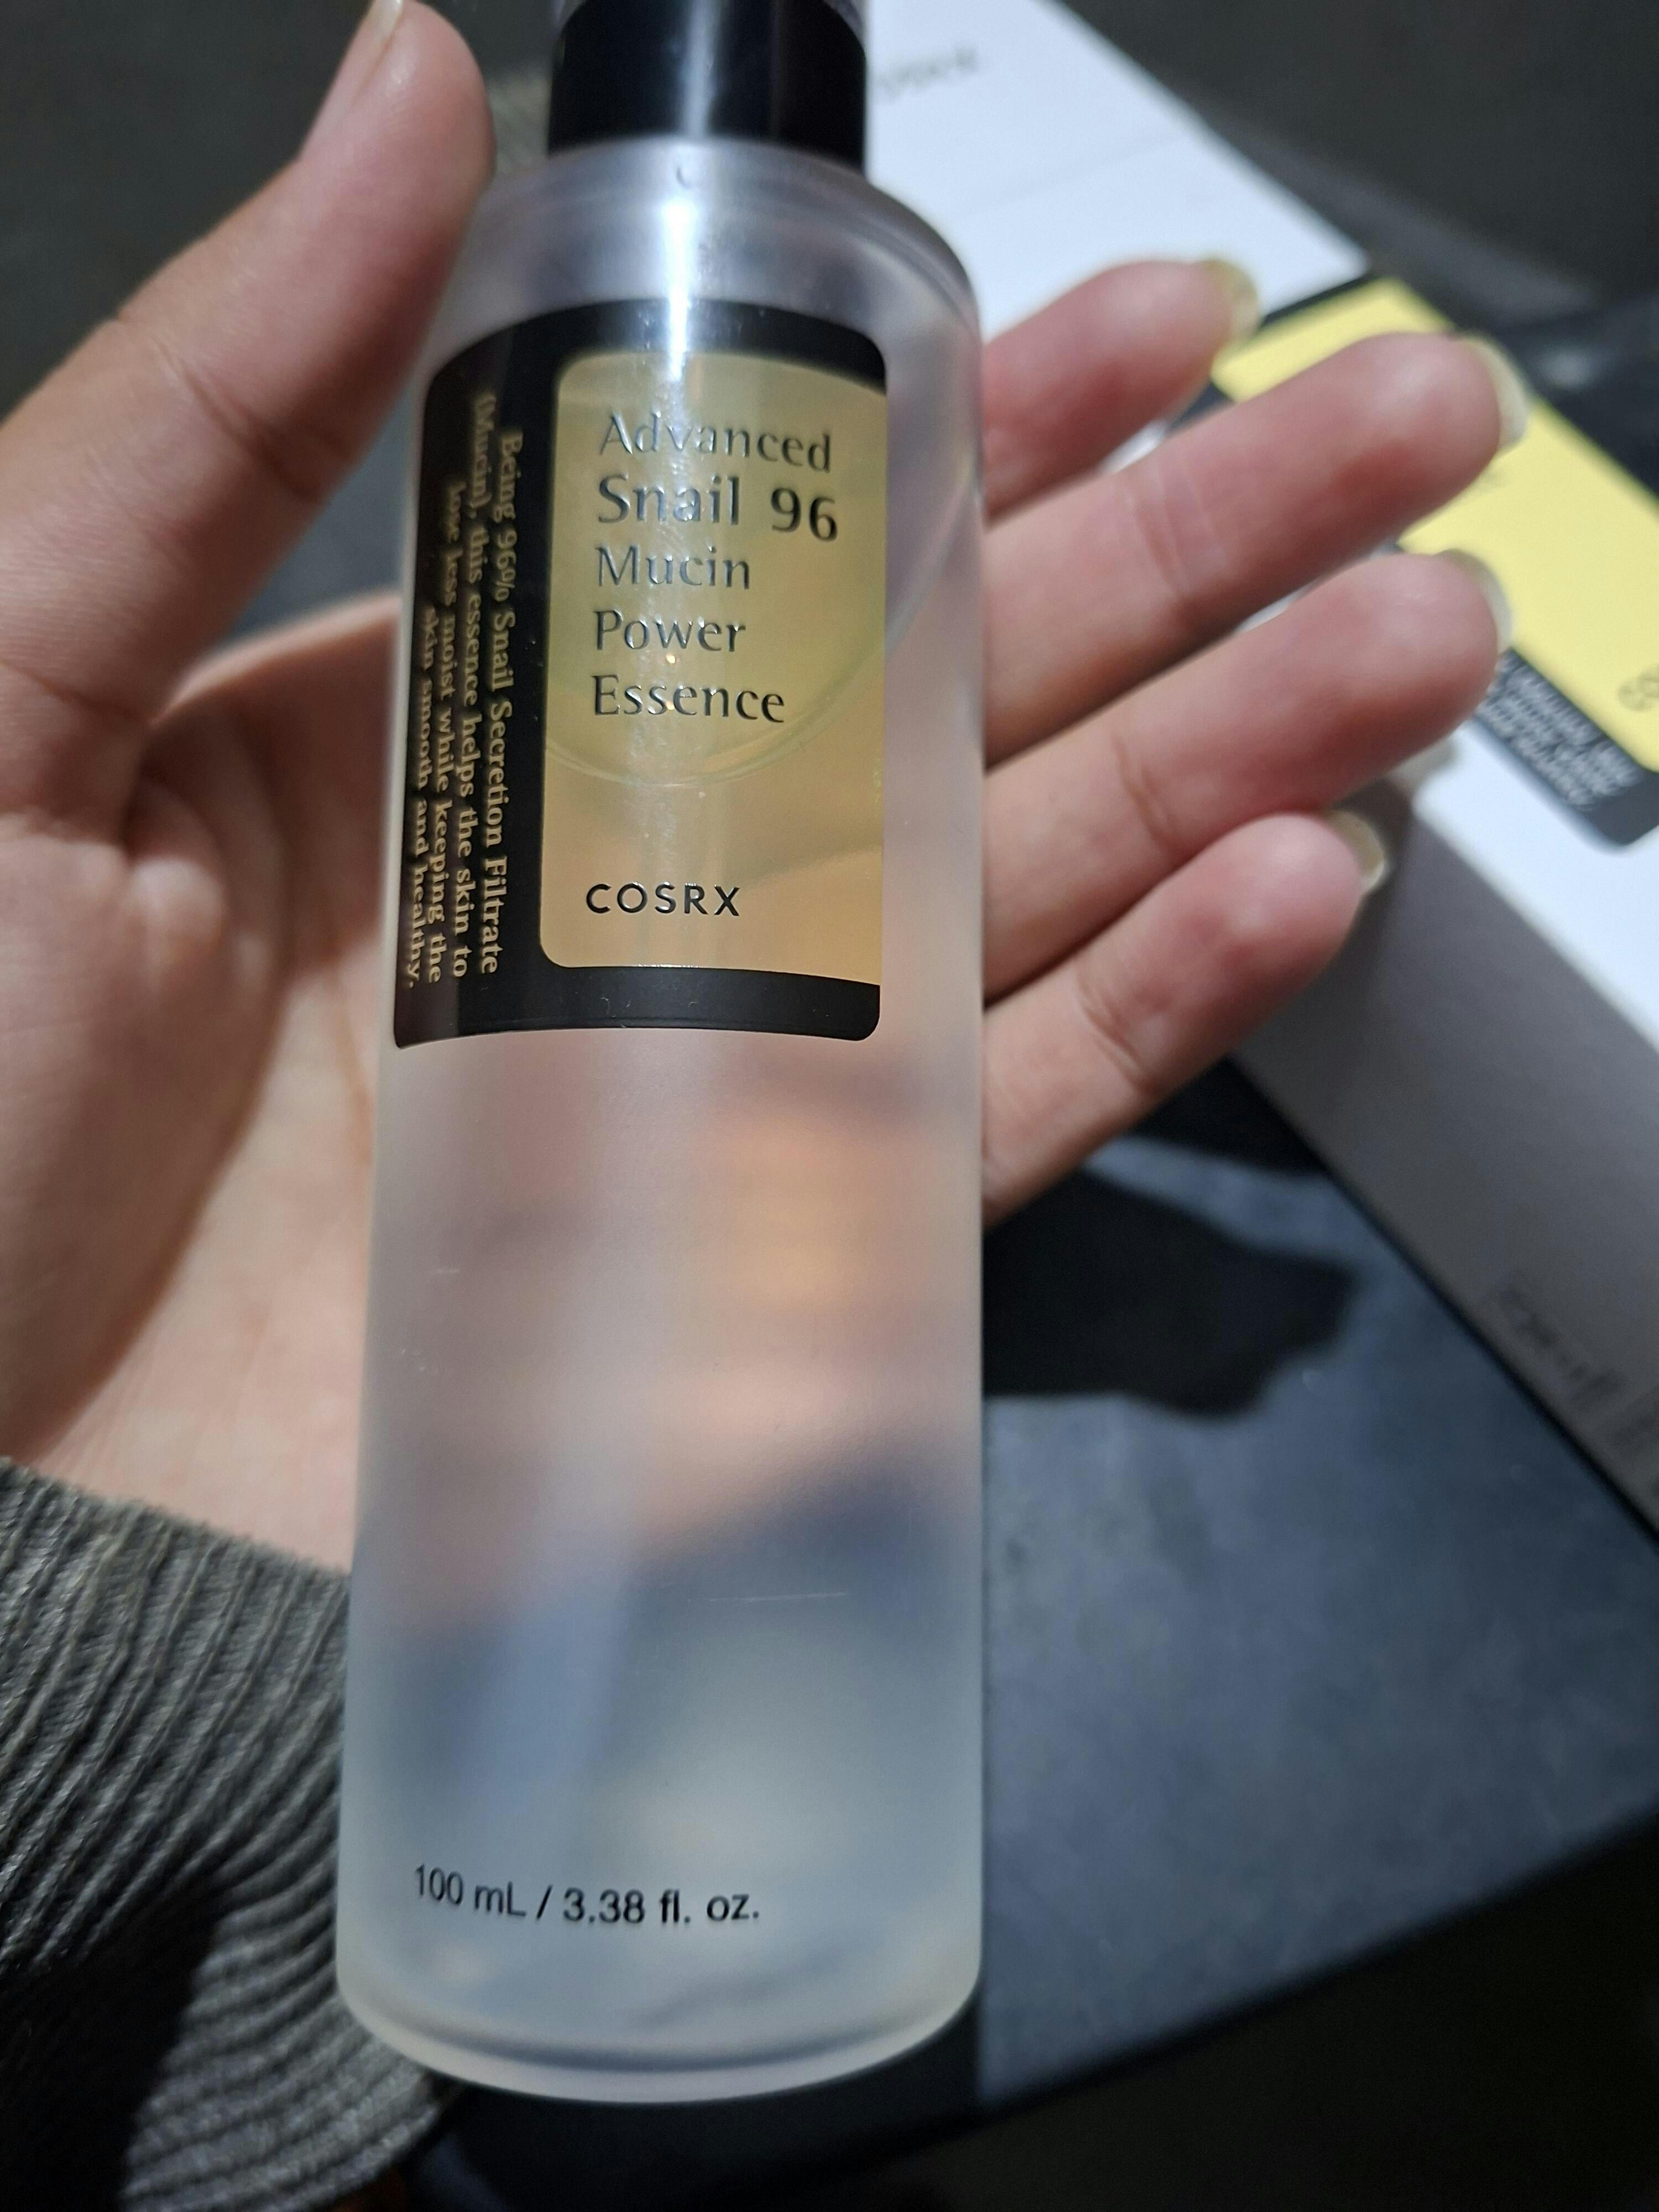 Advanced
Snail 96
Mucin
Power
Essence
COSRX
Being 96% Snail Secretion Filtrate
(Mucin), this essence helps the skin to
lose less moist while keeping the
skin smooth and healthy.
100 mL / 3.38 fl. oz.